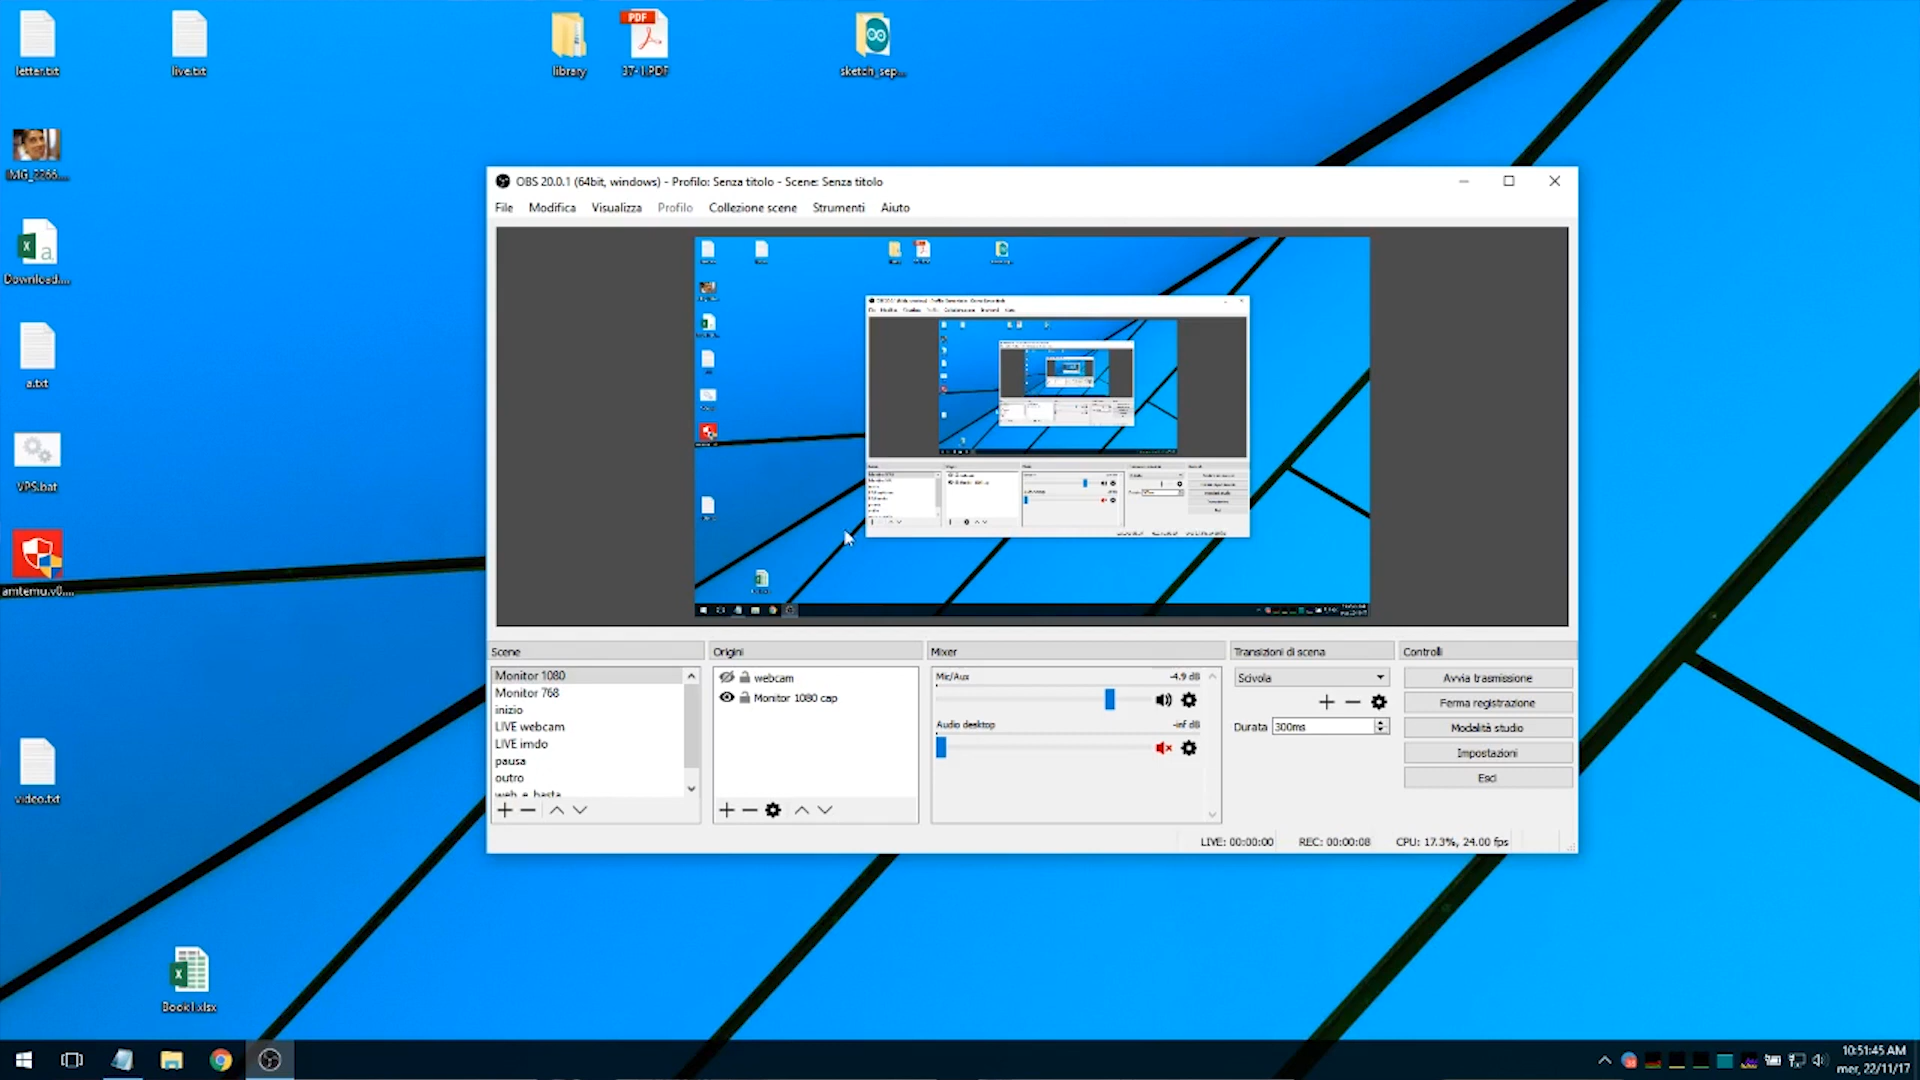 letter.txt
live.txt
library
PDF
37-1.PDF
sketch_sep...
IMG_2266....
Download....
a.txt
VPS.bat
amtemu.v0....
video.txt
Book1.xlsx
OBS 20.0.1 (64bit, windows) - Profilo: Senza titolo - Scene: Senza titolo
File Modifica Visualizza Profilo Collezione scene Strumenti Aiuto
Scene
Monitor 1080
Monitor 768
inizio
LIVE webcam
LIVE imdo
pausa
outro
web e basta
Origini
webcam
Monitor 1080 cap
Mixer
Mic/Aux -4.9 dB
Audio desktop -inf dB
Transizioni di scena
Scivola
Durata 300ms
Controlli
Avvia trasmissione
Ferma registrazione
Modalità studio
Impostazioni
Esci
LIVE: 00:00:00 REC: 00:00:08 CPU: 17.3%, 24.00 fps
10:51:45 AM
mer, 22/11/17